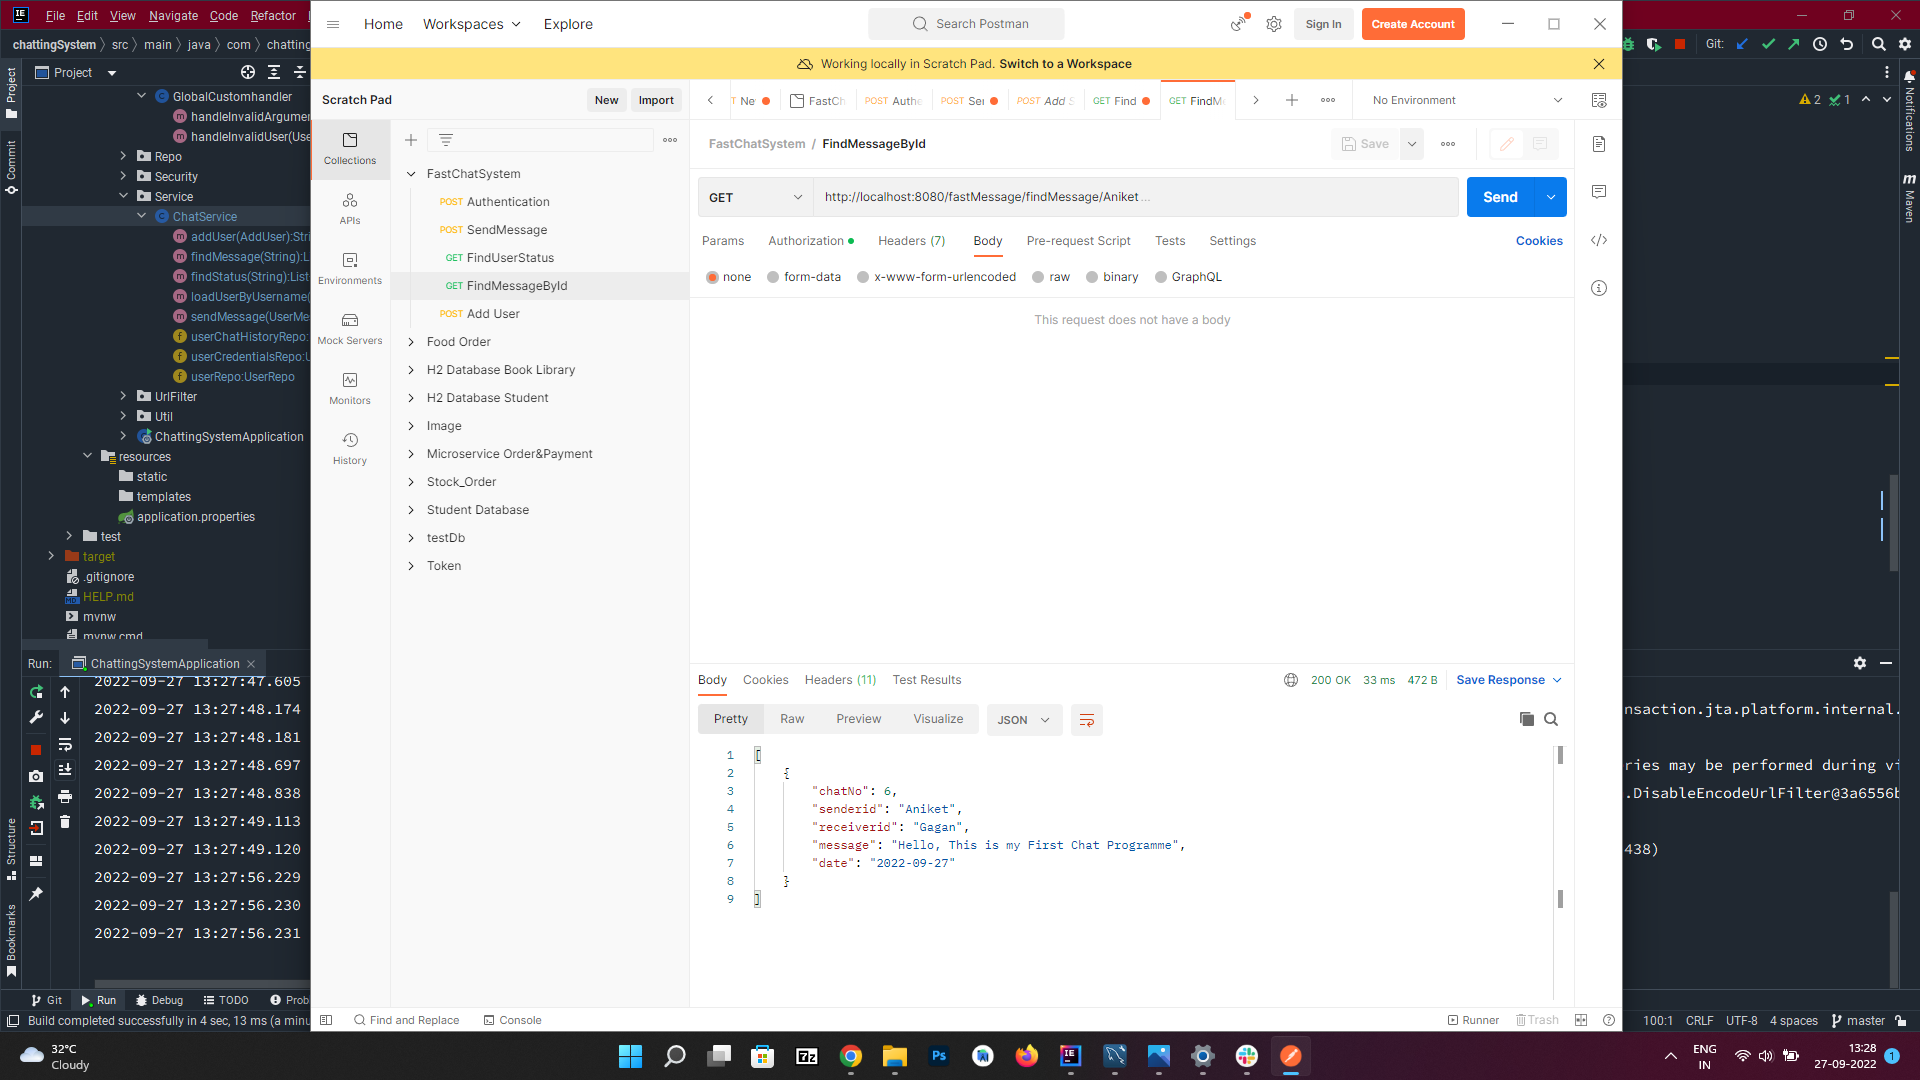 File Edit View Navigate Code Refactor
chattingSystem src main java com chatting
Project
GlobalCustomhandler
handleInvalidArgumen
handleInvalidUser(Use
Repo
Security
Service
ChatService
addUser(AddUser):Stri
findMessage(String):L
findStatus(String):List
loadUserByUsername(
sendMessage(UserMe
userChatHistoryRepo:
userCredentialsRepo:U
userRepo:UserRepo
UrlFilter
Util
ChattingSystemApplication
resources
static
templates
application.properties
test
target
.gitignore
HELP.md
mvnw
mvnw.cmd
Project
Commit
Structure
Bookmarks
Run: ChattingSystemApplication
2022-09-27 13:27:47.605
2022-09-27 13:27:48.174
2022-09-27 13:27:48.181
2022-09-27 13:27:48.697
2022-09-27 13:27:48.838
2022-09-27 13:27:49.113
2022-09-27 13:27:49.120
2022-09-27 13:27:56.229
2022-09-27 13:27:56.230
2022-09-27 13:27:56.231
Git Run Debug TODO Probl
Build completed successfully in 4 sec, 13 ms (a minu
Home Workspaces Explore
Search Postman
Sign In Create Account
Working locally in Scratch Pad. Switch to a Workspace
Scratch Pad New Import
Collections
APIs
Environments
Mock Servers
Monitors
History
FastChatSystem
POST Authentication
POST SendMessage
GET FindUserStatus
GET FindMessageById
POST Add User
Food Order
H2 Database Book Library
H2 Database Student
Image
Microservice Order&Payment
Stock_Order
Student Database
testDb
Token
T Ne FastCh POST Authe POST Ser POST Add S GET Find GET FindMe
No Environment
FastChatSystem / FindMessageById
Save
GET http://localhost:8080/fastMessage/findMessage/Aniket ...
Send
Params Authorization Headers (7) Body Pre-request Script Tests Settings Cookies
none form-data x-www-form-urlencoded raw binary GraphQL
This request does not have a body
Body Cookies Headers (11) Test Results 200 OK 33 ms 472 B Save Response
Pretty Raw Preview Visualize JSON
1 [
2 {
3 "chatNo": 6,
4 "senderid": "Aniket",
5 "receiverid": "Gagan",
6 "message": "Hello, This is my First Chat Programme",
7 "date": "2022-09-27"
8 }
9 ]
Find and Replace Console
Runner Trash
Git:
2 1
Notifications
Maven
nsaction.jta.platform.internal.
ries may be performed during vi
.DisableEncodeUrlFilter@3a6556b
438)
100:1 CRLF UTF-8 4 spaces master
32°C
Cloudy
7z
Ps
IE
ENG
IN
13:28
27-09-2022
1